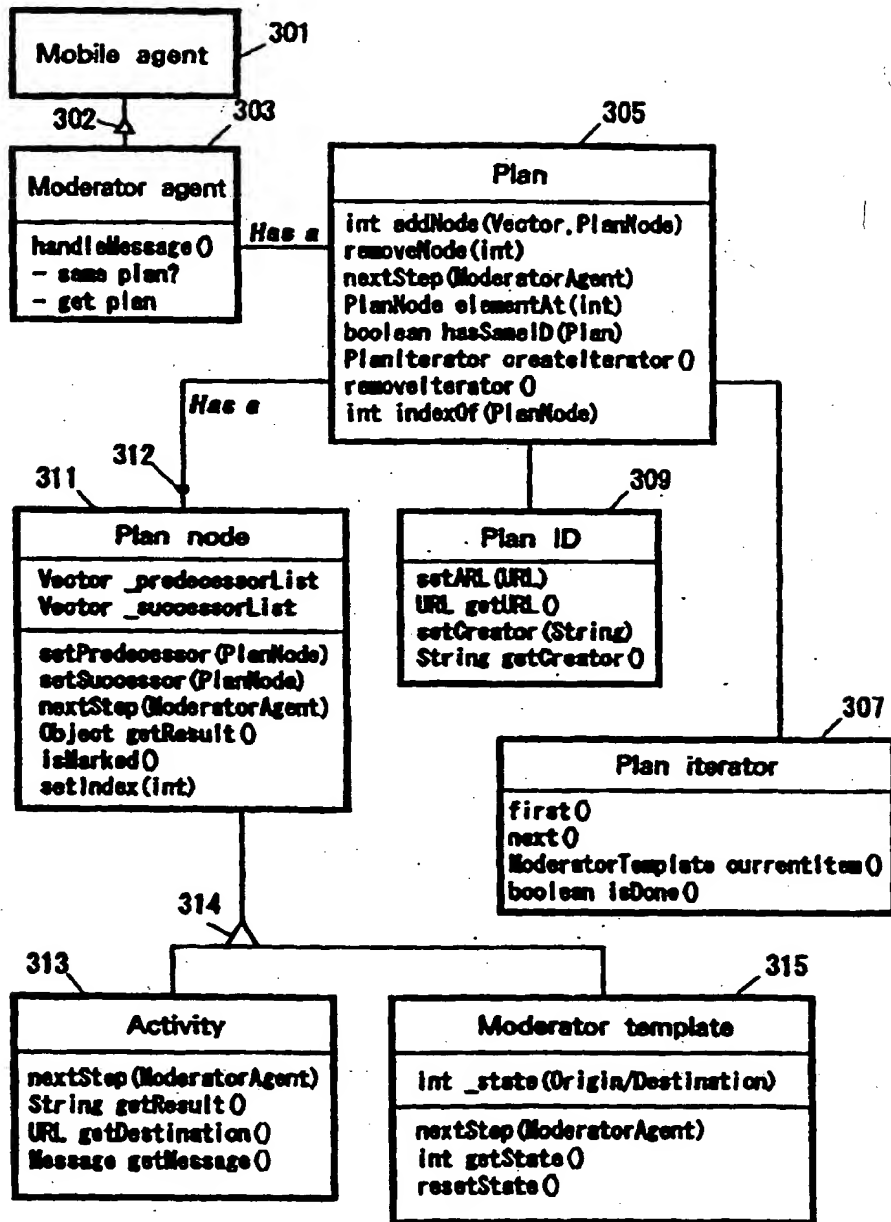 301
Mobile agent
302
303
Moderator agent
handleMessage()
- same plan?
- get plan
Has a
305
Plan
int addNode(Vector,PlanNode)
removeNode(int)
nextStep(ModeratorAgent)
PlanNode elementAt(int)
boolean hasSameID(Plan)
PlanIterator createIterator()
removeIterator()
int indexOf(PlanNode)
Has a
312
311
Plan node
Vector _predecessorList
Vector _successorList
setPredecessor(PlanNode)
setSuccessor(PlanNode)
nextStep(ModeratorAgent)
Object getResult()
isMarked()
setIndex(int)
309
Plan ID
setARL(URL)
URL getURL()
setCreator(String)
String getCreator()
307
Plan iterator
first()
next()
ModeratorTemplate currentItem()
boolean isDone()
314
313
Activity
nextStep(ModeratorAgent)
String getResult()
URL getDestination()
Message getMessage()
315
Moderator template
int _state(Origin/Destination)
nextStep(ModeratorAgent)
int getState()
resetState()